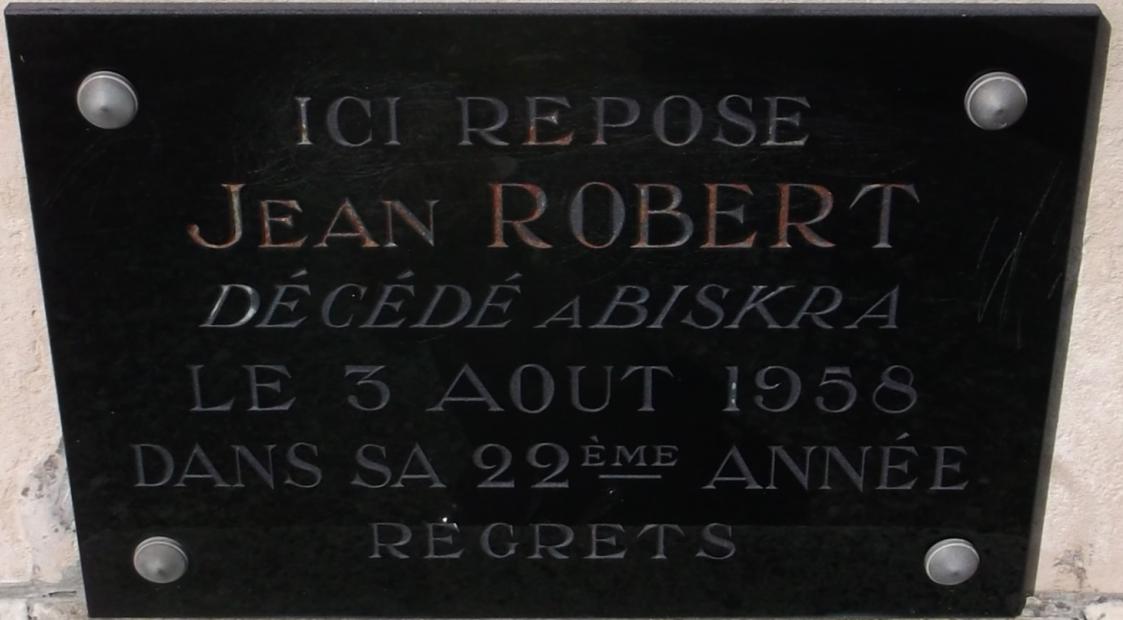 ICI REPOSE
JEAN ROBERT
DÉCÉDÉ A BISKRA
LE 3 AOUT 1958
DANS SA 22ÈME ANNÉE
REGRETS